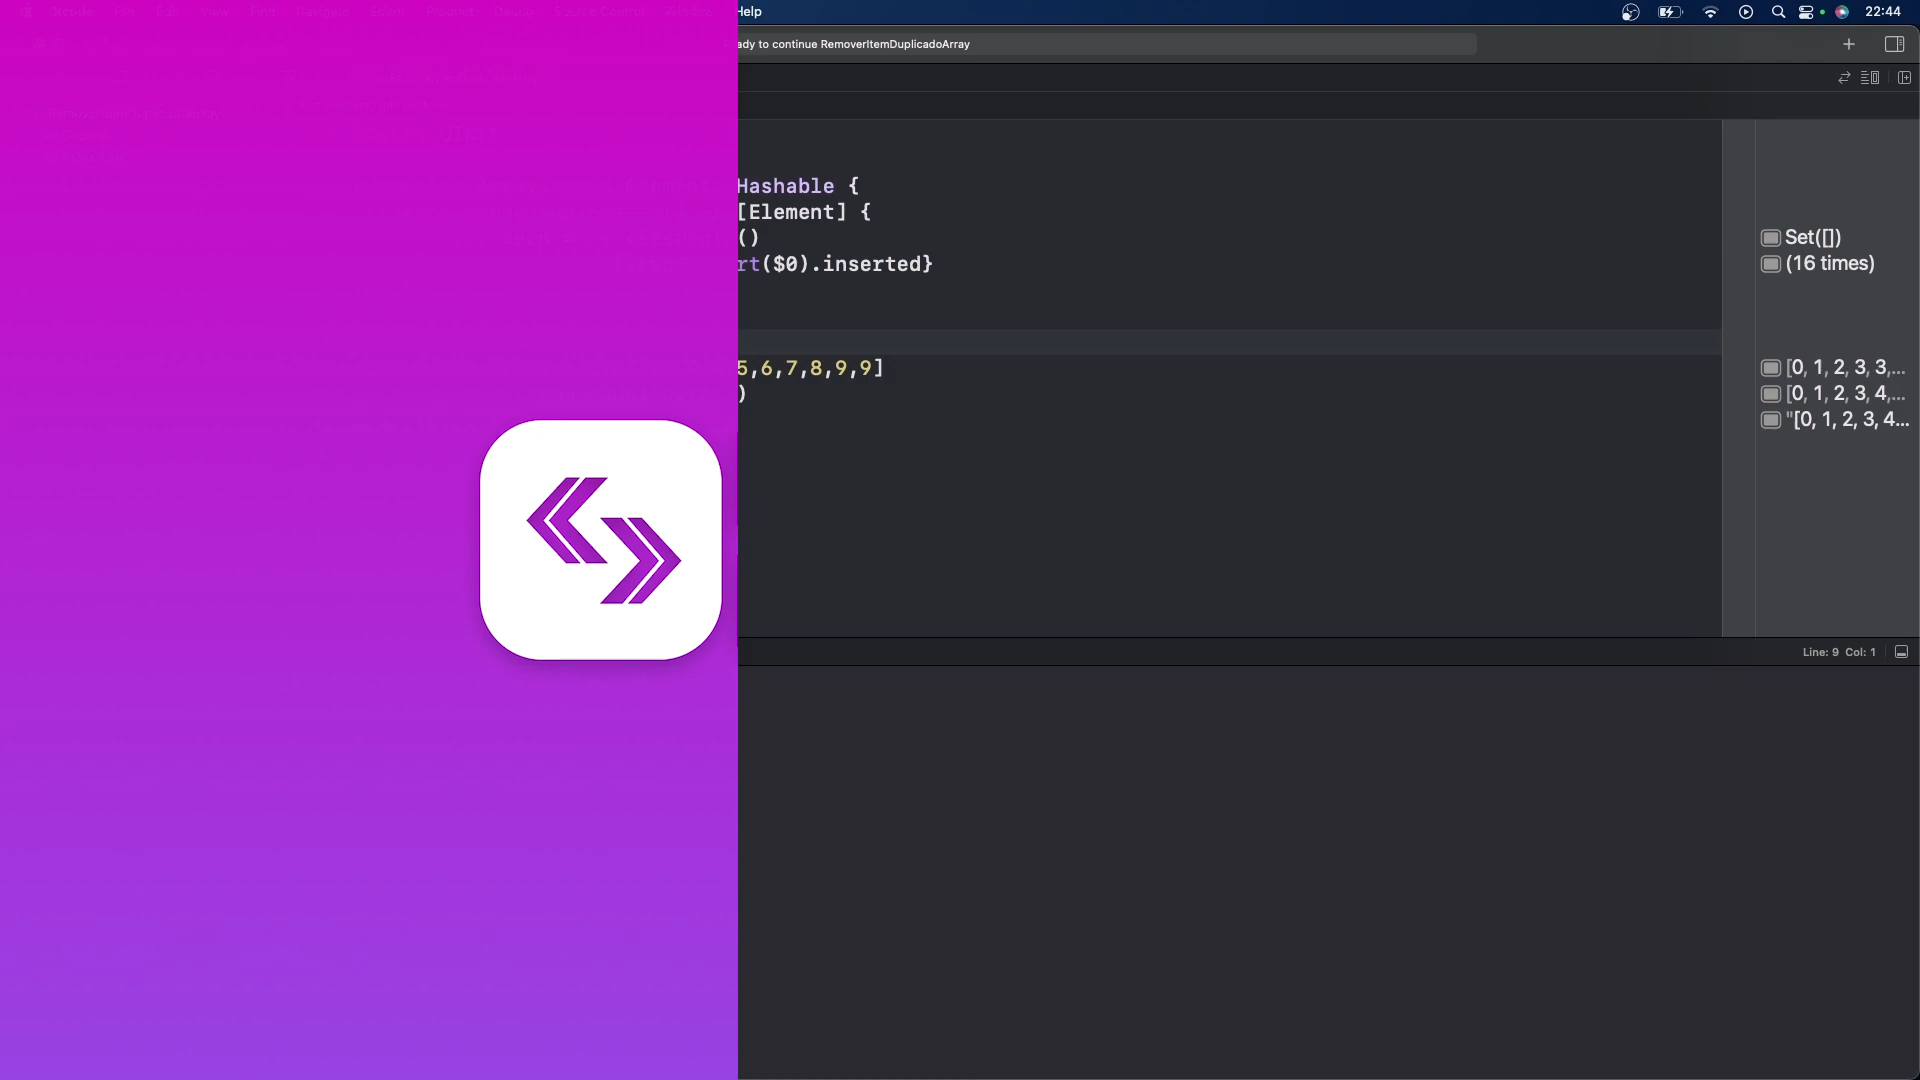 Help
22:44
ady to continue RemoverItemDuplicadoArray
Hashable {
[Element] {
()
Set([])
rt($0).inserted}
(16 times)
5,6,7,8,9,9]
[0, 1, 2, 3, 3,...
)
[0, 1, 2, 3, 4,...
"[0, 1, 2, 3, 4...
Line: 9 Col: 1